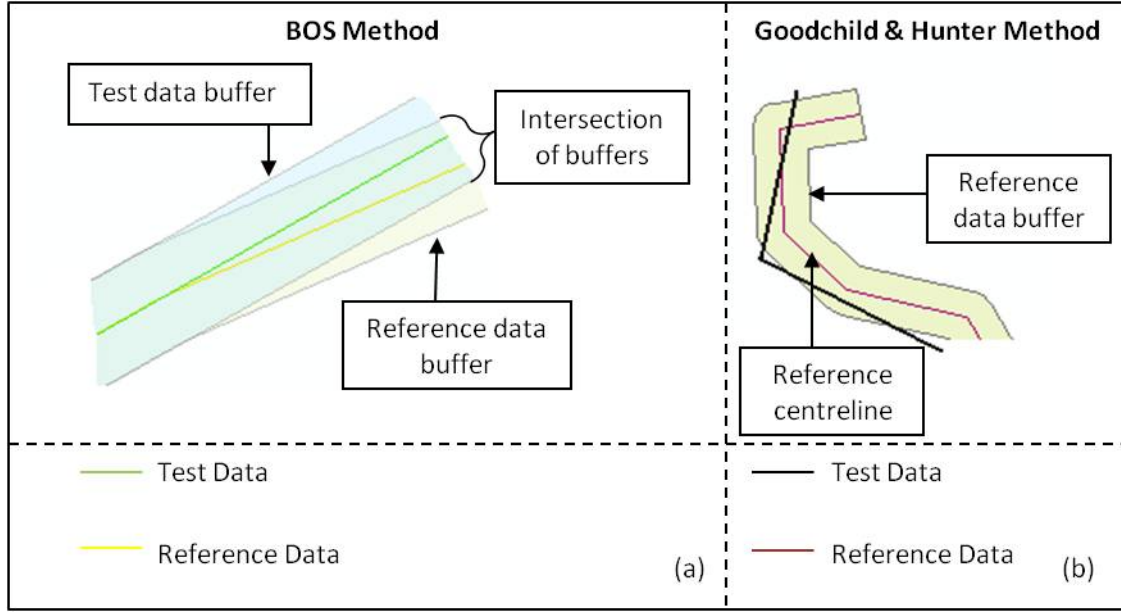 BOS Method
Test data buffer
Intersection
of buffers
Reference data
buffer
Test Data
Reference Data
(a)
Goodchild & Hunter Method
Reference
data buffer
Reference
centreline
Test Data
Reference Data
(b)